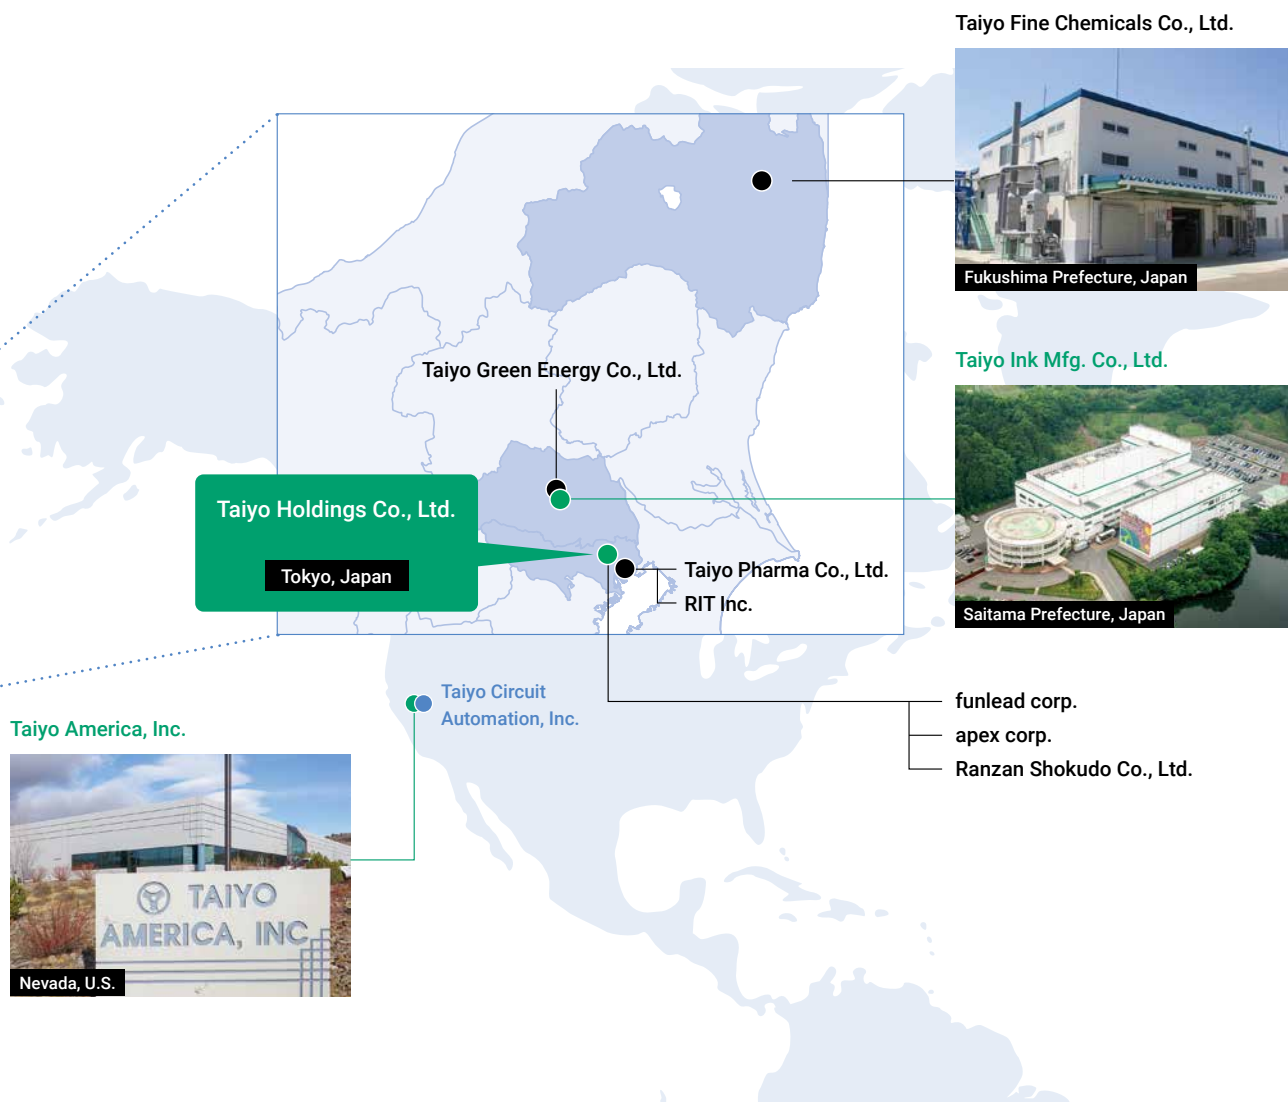 Taiyo Fine Chemicals Co., Ltd.
Fukushima Prefecture, Japan
Taiyo Ink Mfg. Co., Ltd.
Taiyo Green Energy Co., Ltd.
Taiyo Holdings Co., Ltd.
Tokyo, Japan
Taiyo Pharma Co., Ltd.
RIT Inc.
Saitama Prefecture, Japan
Taiyo Circuit
Automation, Inc.
funlead corp.
apex corp.
Ranzan Shokudo Co., Ltd.
Taiyo America, Inc.
TAIYO
AMERICA, INC.
Nevada, U.S.